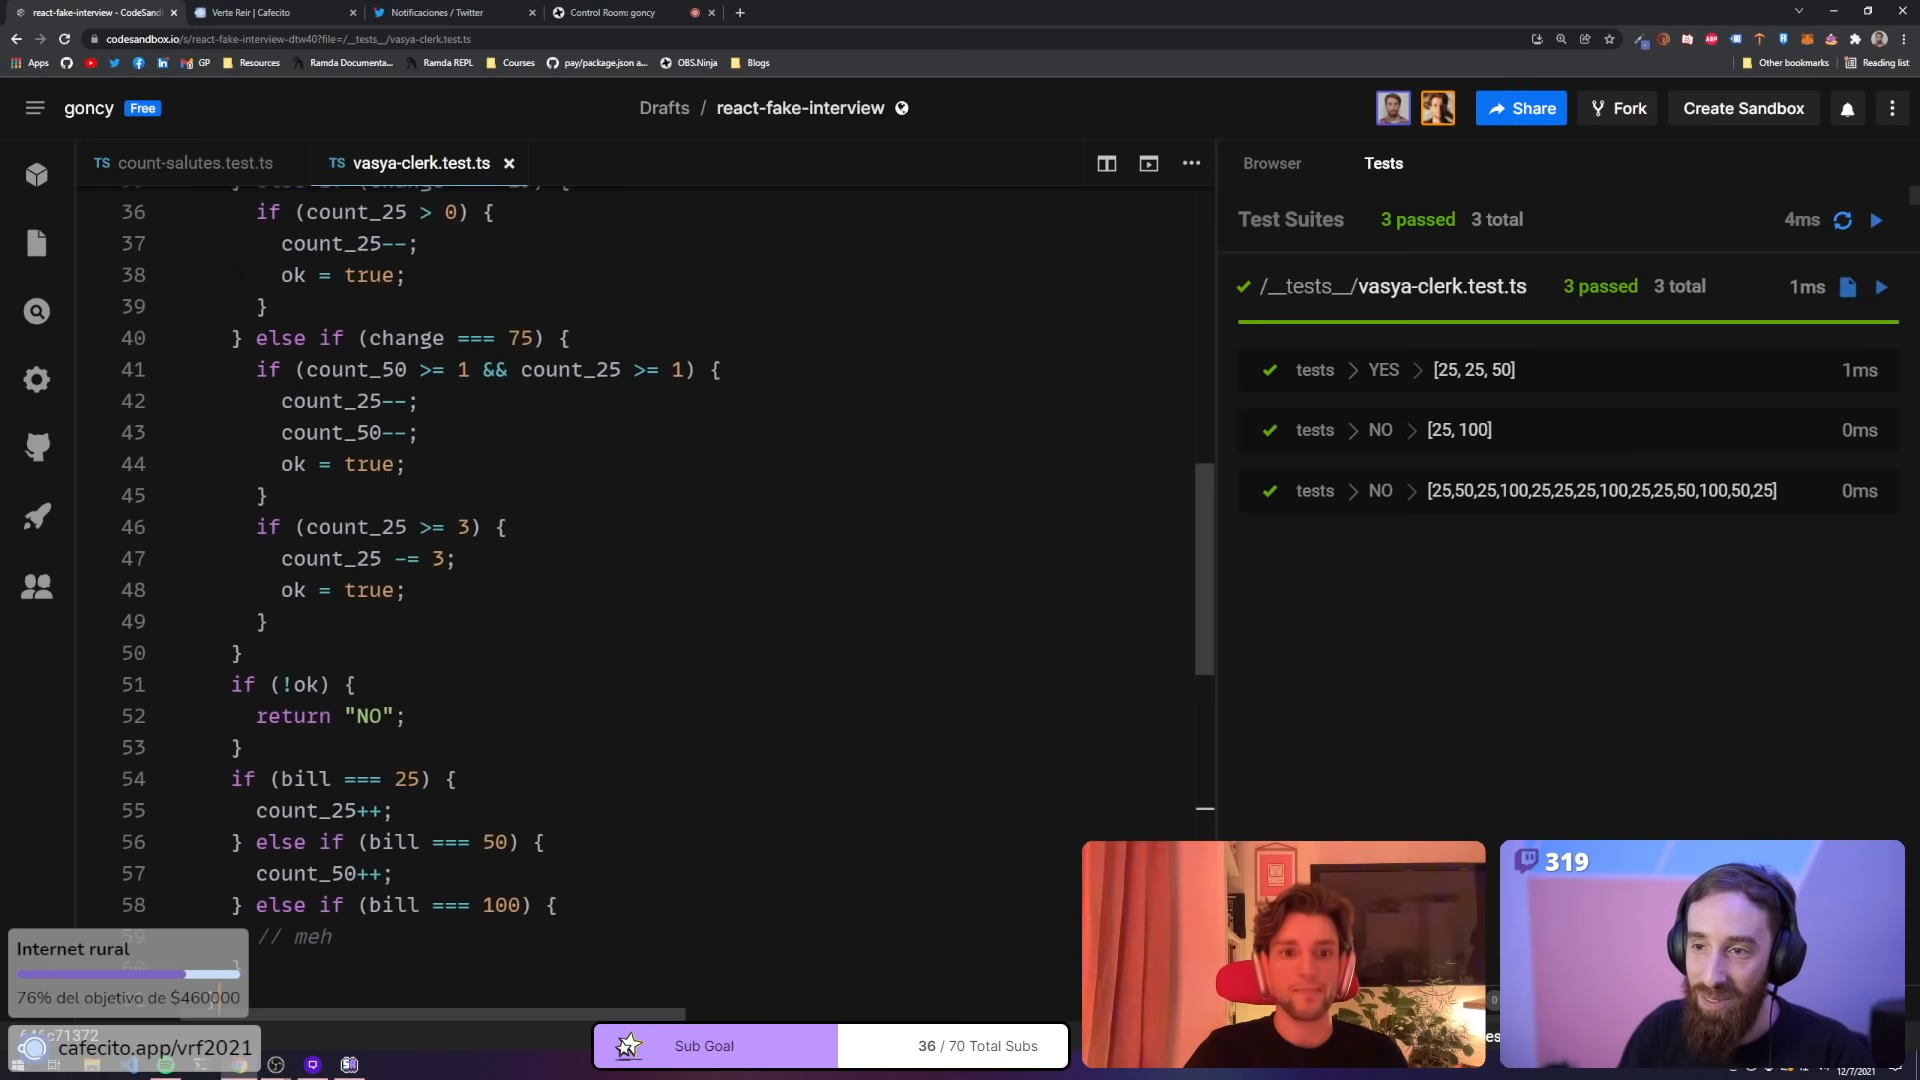 react-fake-interview - CodeSand
Verte Reir | Cafecito
Notificaciones / Twitter
Control Room: goncy
codesandbox.io/s/react-fake-interview-dtw40?file=/__tests__/vasya-clerk.test.ts
Apps
GP
Resources
Ramda Documenta...
Ramda REPL
Courses
pay/package.json a...
OBS.Ninja
Blogs
Other bookmarks
Reading list
goncy
Free
Drafts / react-fake-interview
Share
Fork
Create Sandbox
TS count-salutes.test.ts
TS vasya-clerk.test.ts
Browser
Tests
36 if (count_25 > 0) {
37 count_25--;
38 ok = true;
39 }
40 } else if (change === 75) {
41 if (count_50 >= 1 && count_25 >= 1) {
42 count_25--;
43 count_50--;
44 ok = true;
45 }
46 if (count_25 >= 3) {
47 count_25 -= 3;
48 ok = true;
49 }
50 }
51 if (!ok) {
52 return "NO";
53 }
54 if (bill === 25) {
55 count_25++;
56 } else if (bill === 50) {
57 count_50++;
58 } else if (bill === 100) {
59 // meh
60 }
Test Suites 3 passed 3 total 4ms
/__tests__/vasya-clerk.test.ts 3 passed 3 total 1ms
tests > YES > [25, 25, 50] 1ms
tests > NO > [25, 100] 0ms
tests > NO > [25,50,25,100,25,25,25,100,25,25,50,100,50,25] 0ms
Internet rural
76% del objetivo de $460000
cafecito.app/vrf2021
Sub Goal
36 / 70 Total Subs
319
12/7/2021